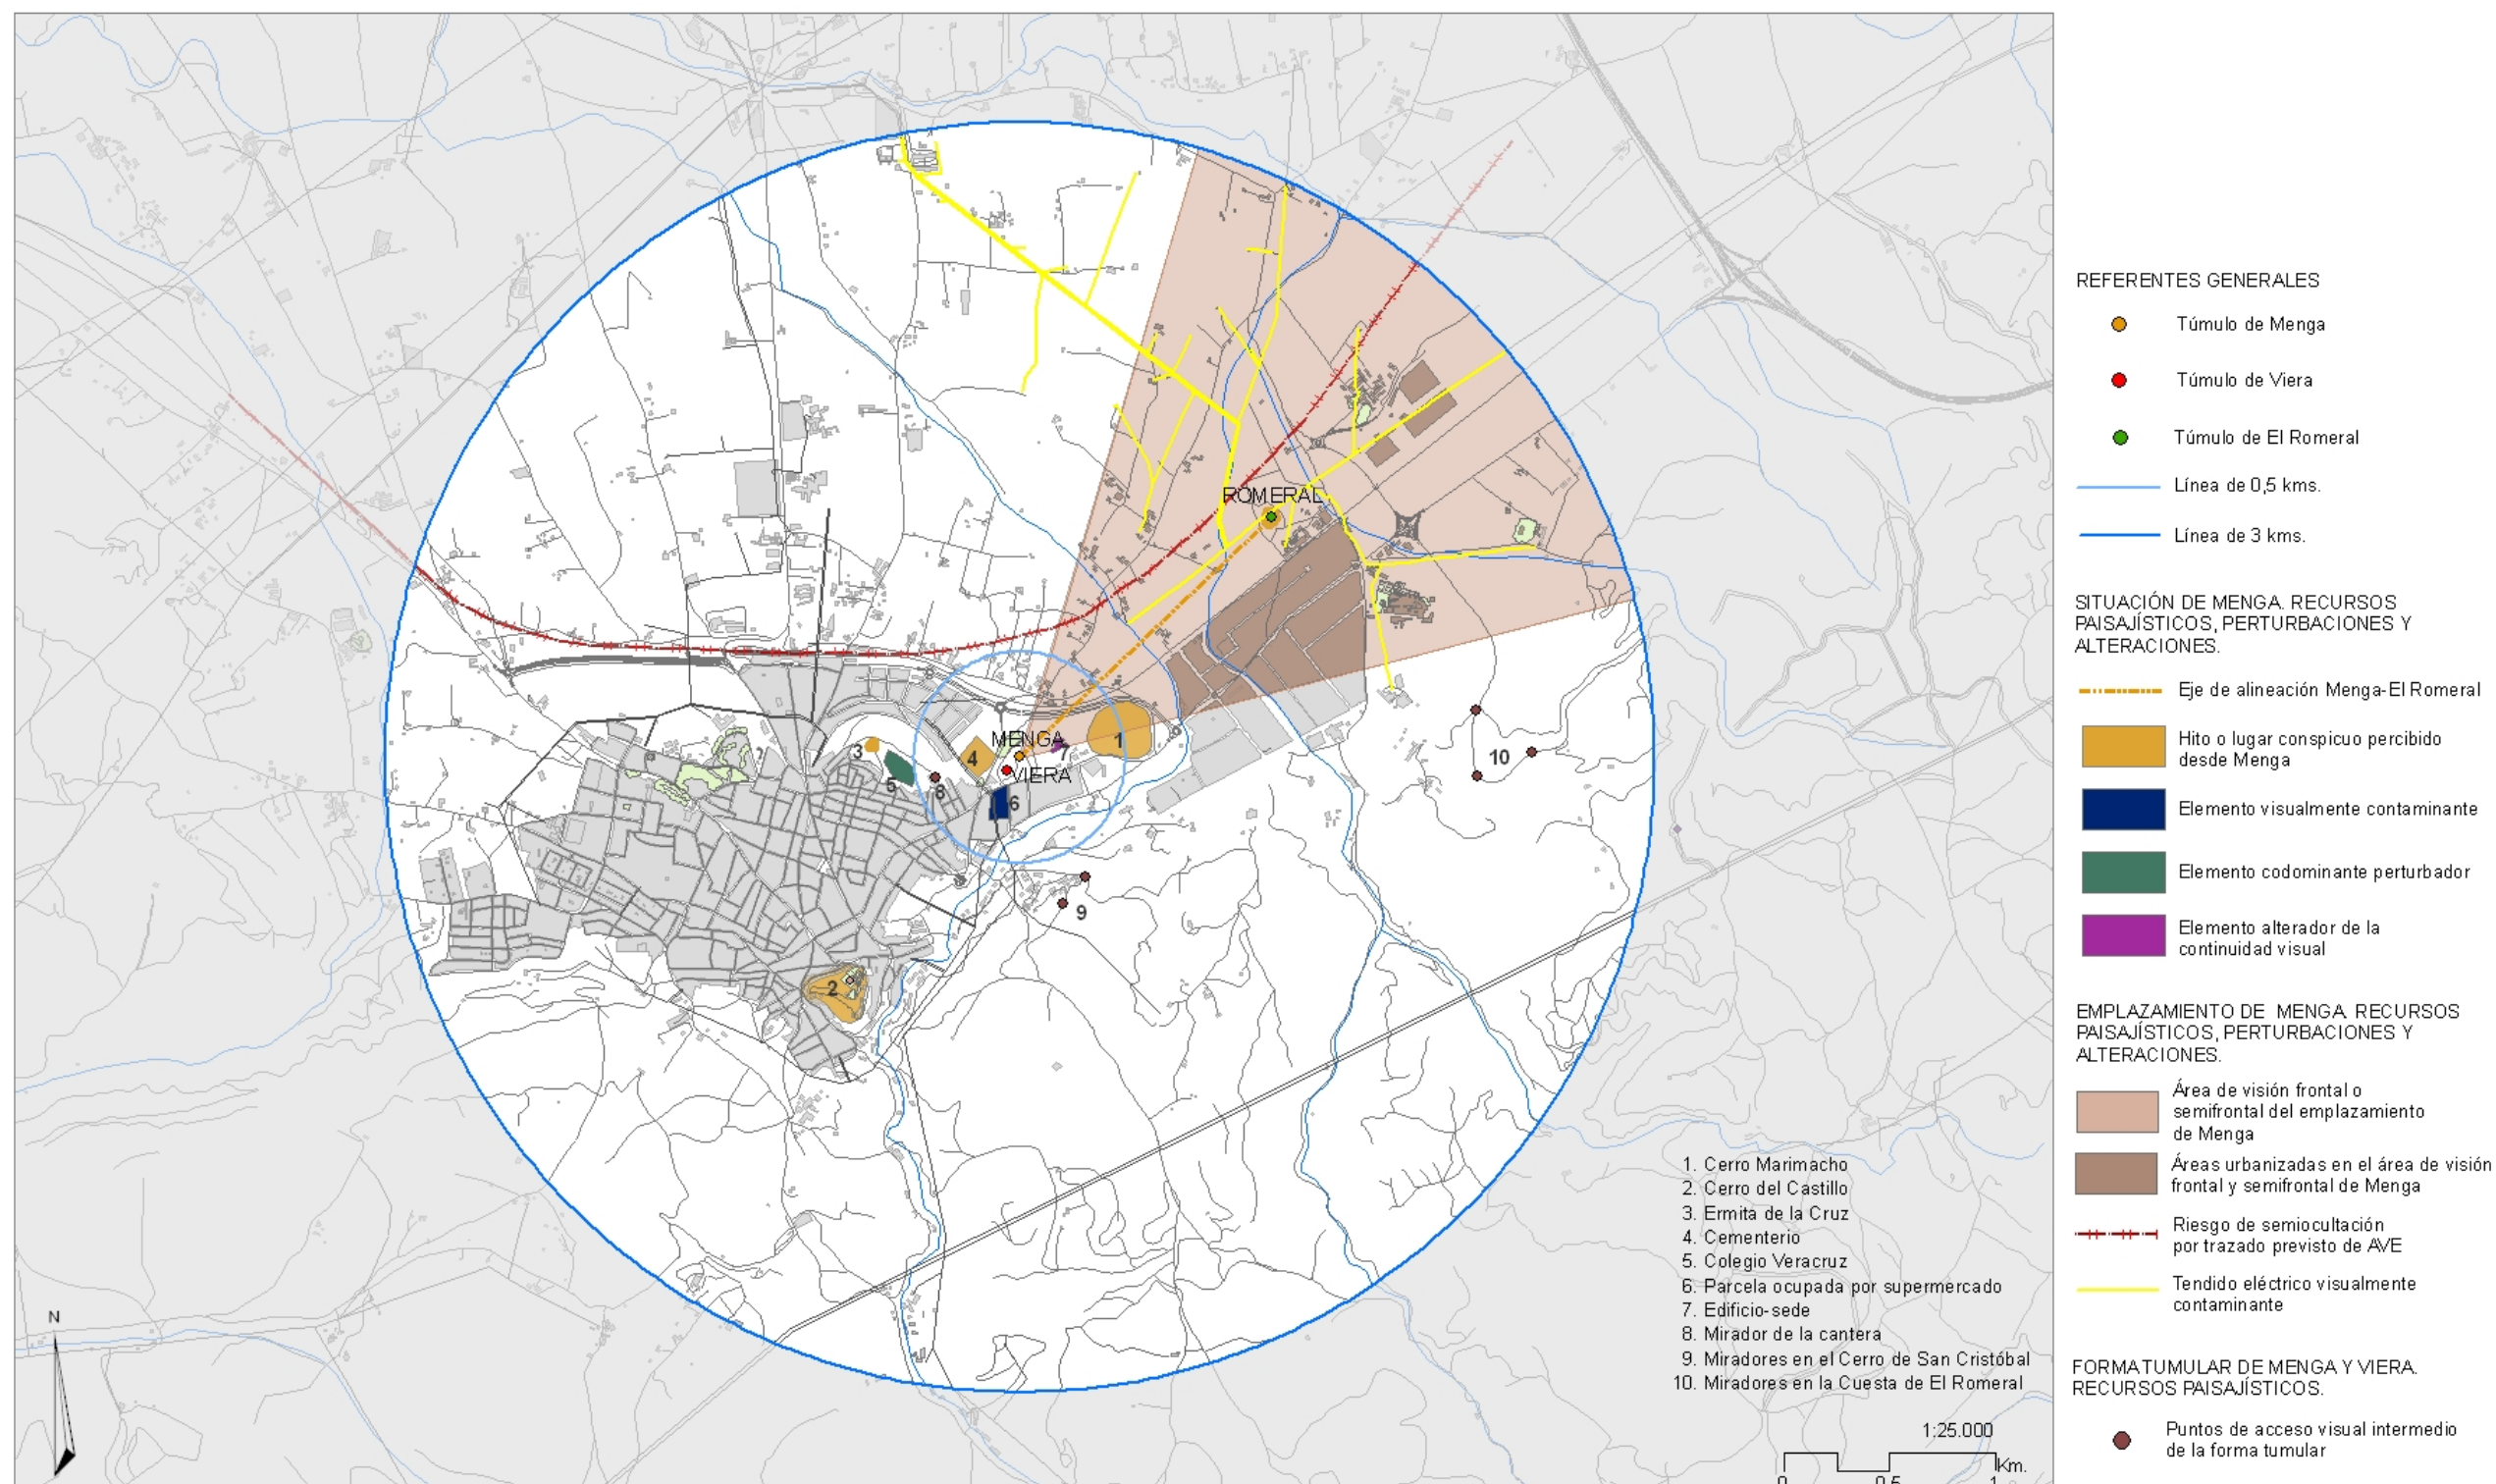 ROMERAL
MENGA
VIERA
1
2
3
4
5
6
7
8
9
10
1. Cerro Marimacho
2. Cerro del Castillo
3. Ermita de la Cruz
4. Cementerio
5. Colegio Veracruz
6. Parcela ocupada por supermercado
7. Edificio-sede
8. Mirador de la cantera
9. Miradores en el Cerro de San Cristóbal
10. Miradores en la Cuesta de El Romeral
N
1:25.000
0 0,5 1
Km.
REFERENTES GENERALES
Túmulo de Menga
Túmulo de Viera
Túmulo de El Romeral
Línea de 0,5 kms.
Línea de 3 kms.
SITUACIÓN DE MENGA. RECURSOS
PAISAJÍSTICOS, PERTURBACIONES Y
ALTERACIONES.
Eje de alineación Menga-El Romeral
Hito o lugar conspicuo percibido
desde Menga
Elemento visualmente contaminante
Elemento codominante perturbador
Elemento alterador de la
continuidad visual
EMPLAZAMIENTO DE MENGA. RECURSOS
PAISAJÍSTICOS, PERTURBACIONES Y
ALTERACIONES.
Área de visión frontal o
semifrontal del emplazamiento
de Menga
Áreas urbanizadas en el área de visión
frontal y semifrontal de Menga
Riesgo de semiocultación
por trazado previsto de AVE
Tendido eléctrico visualmente
contaminante
FORMA TUMULAR DE MENGA Y VIERA.
RECURSOS PAISAJÍSTICOS.
Puntos de acceso visual intermedio
de la forma tumular